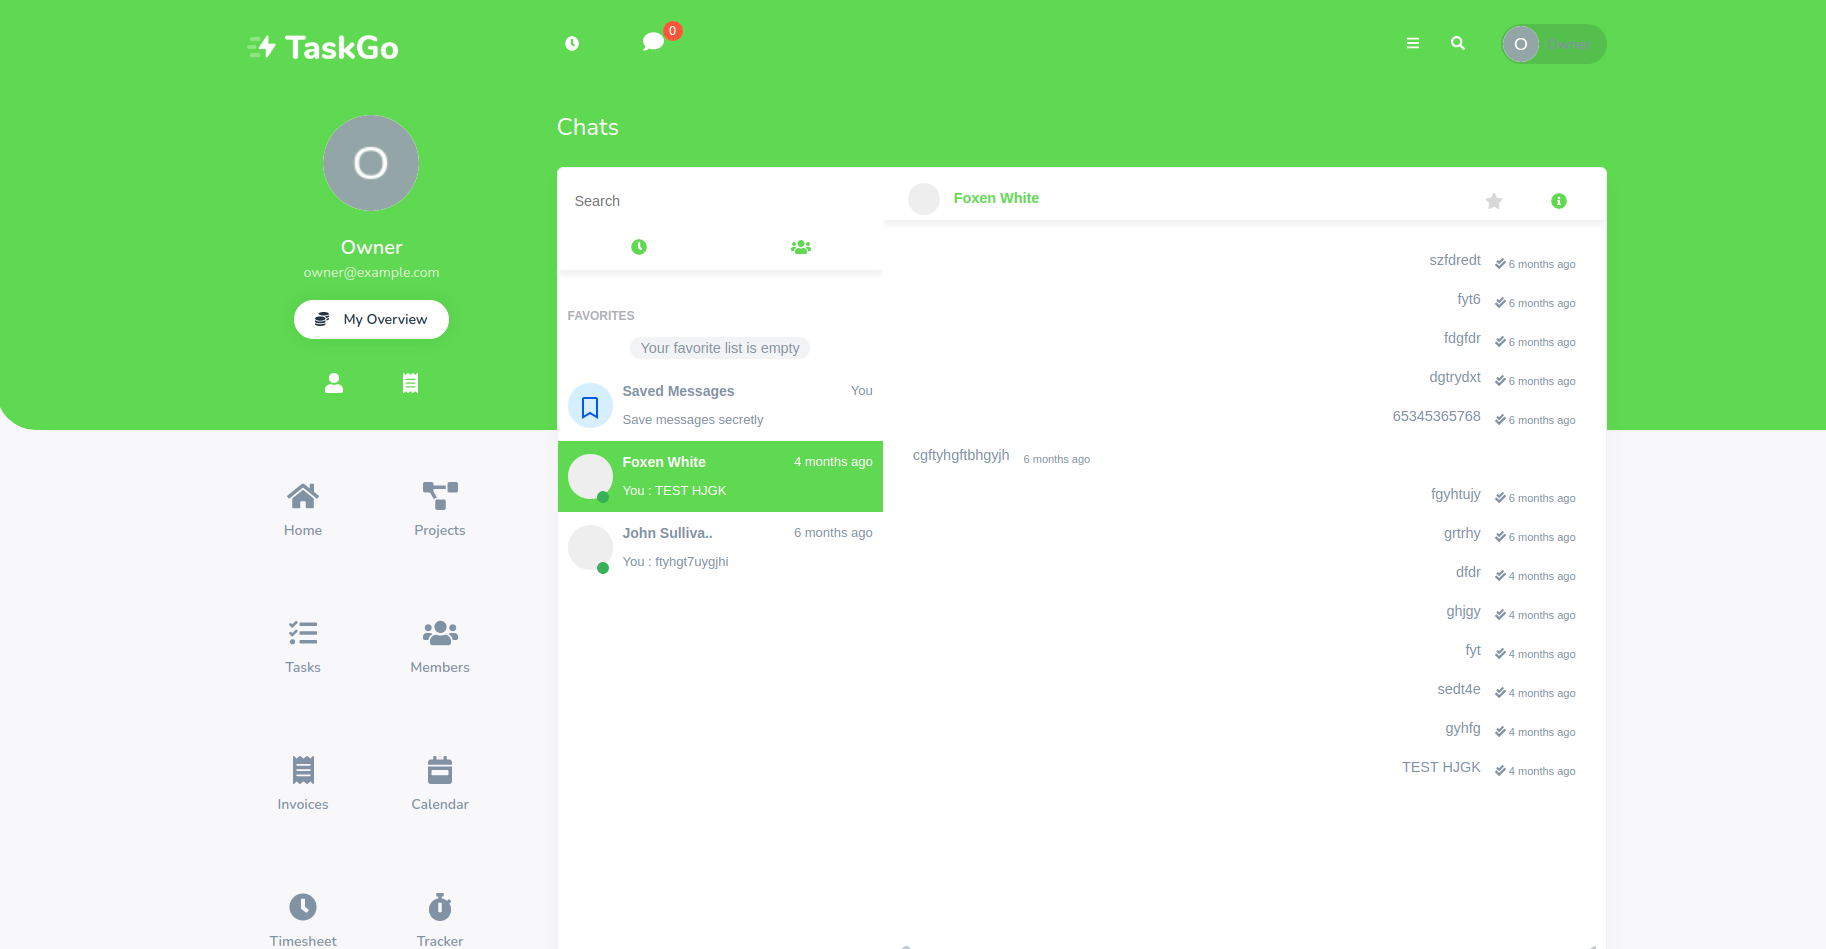 TaskGo
0
O
Owner
O
Owner
owner@example.com
My Overview
Home
Projects
Tasks
Members
Invoices
Calendar
Timesheet
Tracker
Chats
Search
FAVORITES
Your favorite list is empty
Saved Messages You
Save messages secretly
Foxen White 4 months ago
You : TEST HJGK
John Sulliva.. 6 months ago
You : ftyhgt7uygjhi
Foxen White
szfdredt 6 months ago
fyt6 6 months ago
fdgfdr 6 months ago
dgtrydxt 6 months ago
65345365768 6 months ago
cgftyhgftbhgyjh 6 months ago
fgyhtujy 6 months ago
grtrhy 6 months ago
dfdr 4 months ago
ghjgy 4 months ago
fyt 4 months ago
sedt4e 4 months ago
gyhfg 4 months ago
TEST HJGK 4 months ago